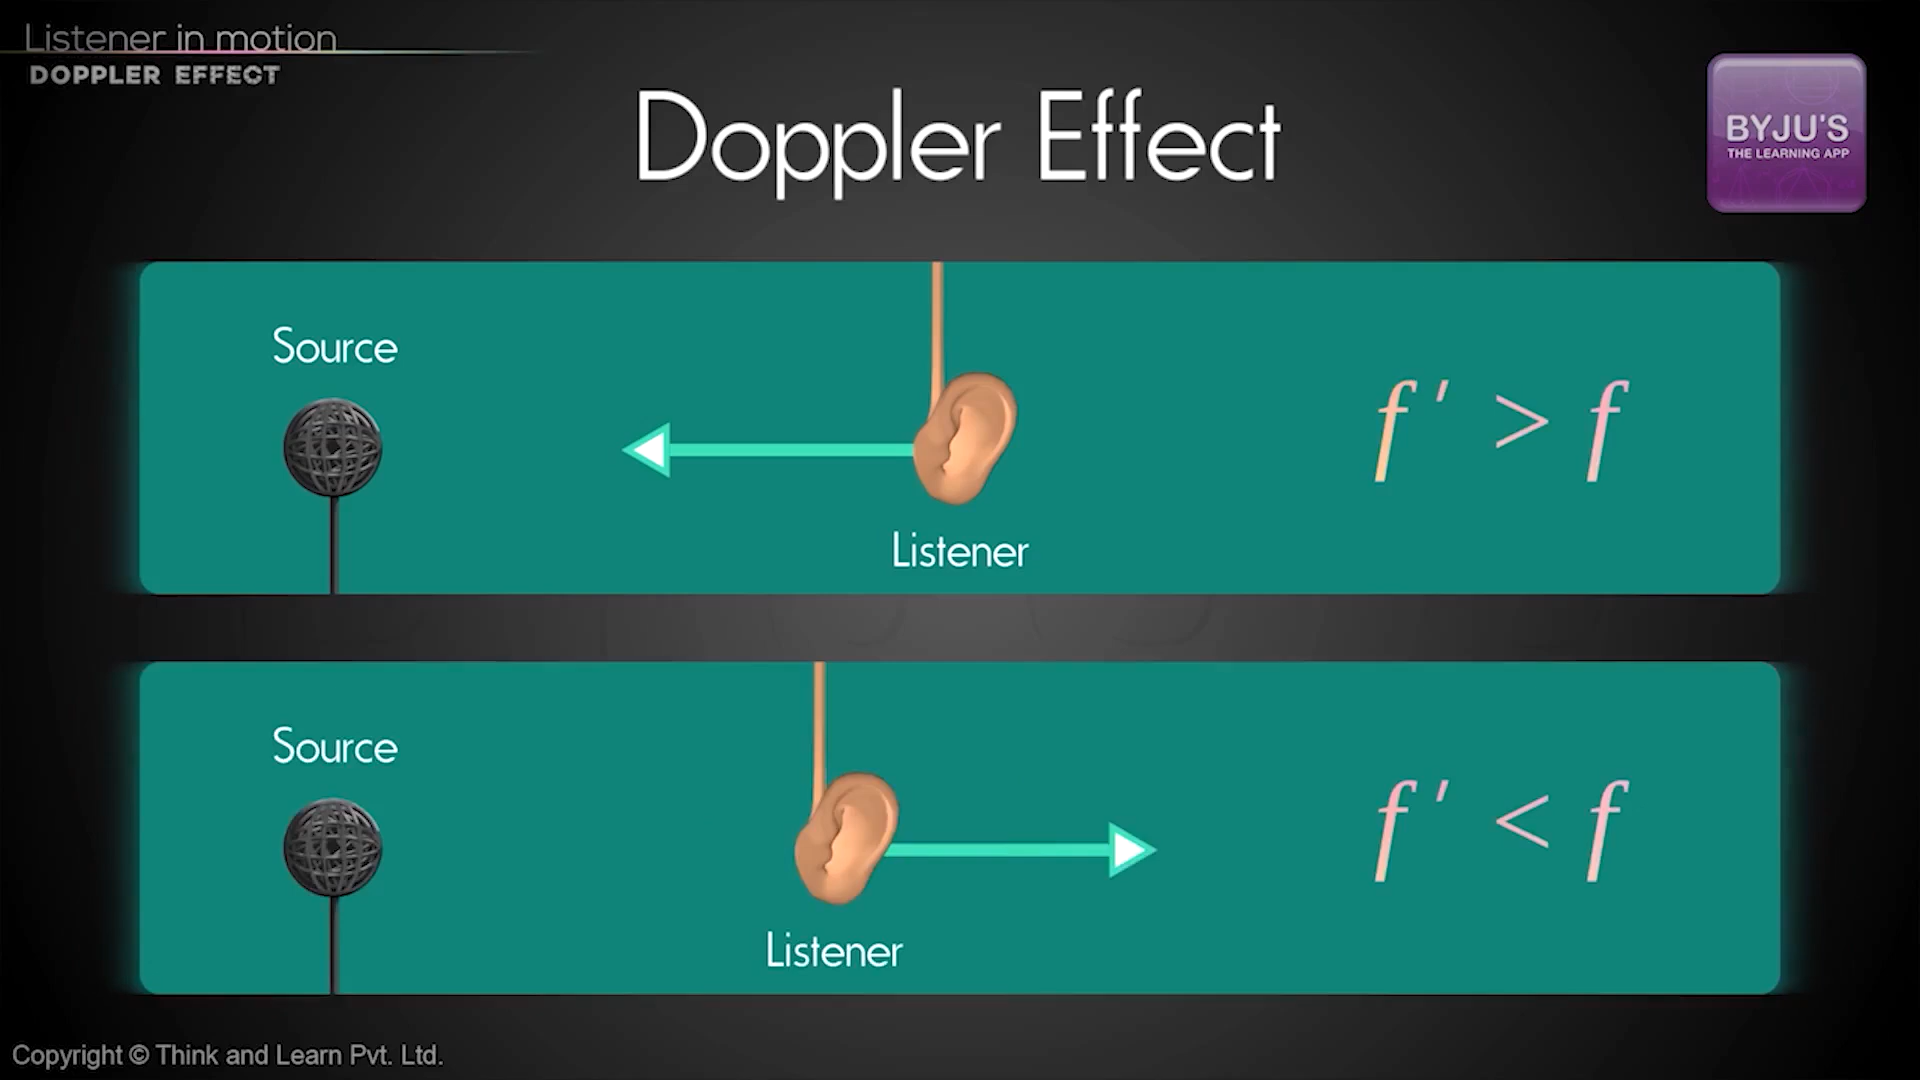 Listener in motion
DOPPLER EFFECT
Doppler Effect
BYJU'S
THE LEARNING APP
Source
Listener
f ′ > f
Source
Listener
f ′ < f
Copyright © Think and Learn Pvt. Ltd.